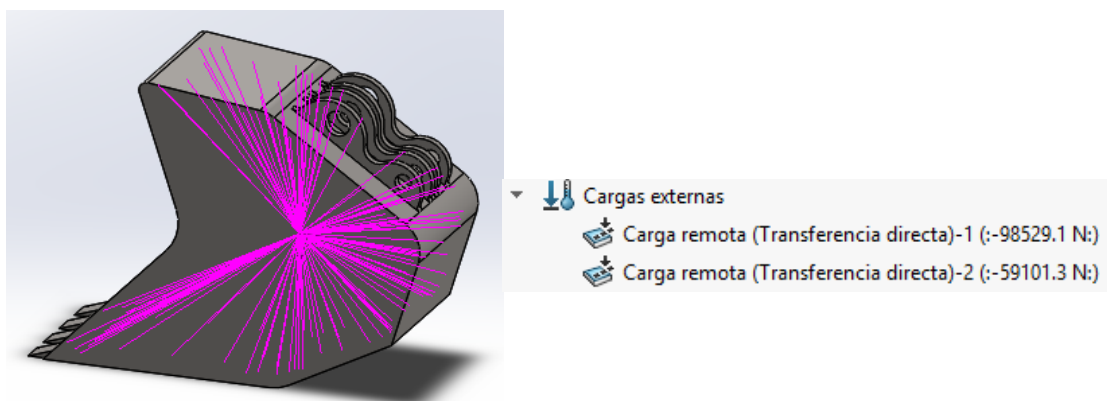 Cargas externas
Carga remota (Transferencia directa)-1 (:-98529.1 N:)
Carga remota (Transferencia directa)-2 (:-59101.3 N:)